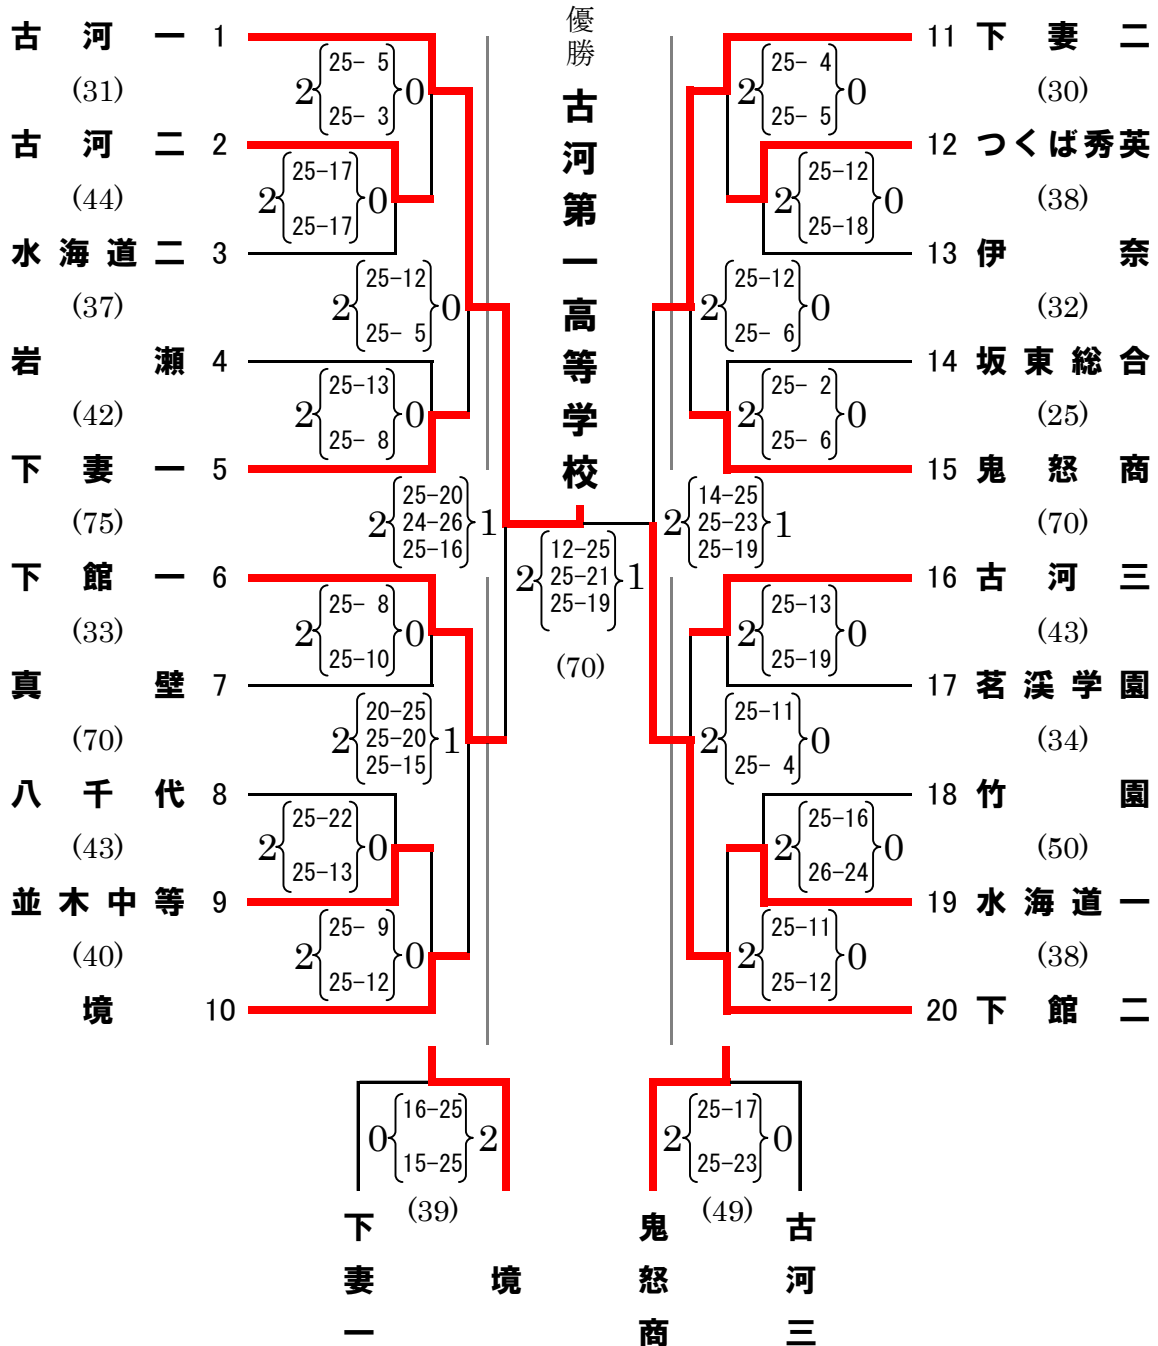 優勝
古河第一高等学校
古河一 1
(31)
古河二 2
(44)
水海道二 3
(37)
岩瀬 4
(42)
下妻一 5
(75)
下館一 6
(33)
真壁 7
(70)
八千代 8
(43)
並木中等 9
(40)
境 10
2 25- 5 0
25- 3
2 25-17 0
25-17
2 25-12 0
25- 5
2 25-13 0
25- 8
2 25-20 1
24-26
25-16
2 25- 8 0
25-10
2 20-25 1
25-20
25-15
2 25-22 0
25-13
2 25- 9 0
25-12
2 12-25 1
25-21
25-19
(70)
11 下妻二
(30)
12 つくば秀英
(38)
13 伊奈
(32)
14 坂東総合
(25)
15 鬼怒商
(70)
16 古河三
(43)
17 茗溪学園
(34)
18 竹園
(50)
19 水海道一
(38)
20 下館二
2 25- 4 0
25- 5
2 25-12 0
25-18
2 25-12 0
25- 6
2 25- 2 0
25- 6
2 14-25 1
25-23
25-19
2 25-13 0
25-19
2 25-11 0
25- 4
2 25-16 0
26-24
2 25-11 0
25-12
0 16-25 2
15-25
(39)
下妻一
境
2 25-17 0
25-23
(49)
鬼怒商
古河三